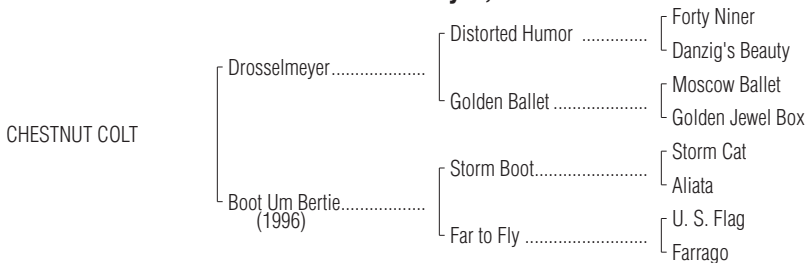 Forty Niner
Distorted Humor ..............
Danzig's Beauty
Drosselmeyer....................
Moscow Ballet
Golden Ballet ....................
Golden Jewel Box
CHESTNUT COLT
Storm Cat
Storm Boot........................
Aliata
Boot Um Bertie..................
(1996)
U. S. Flag
Far to Fly ..........................
Farrago